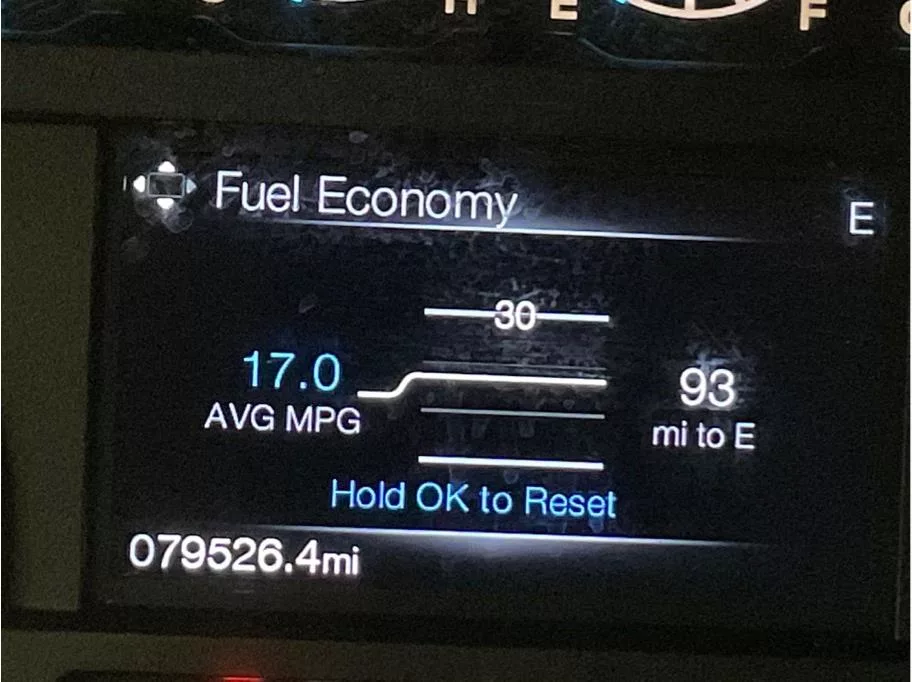 H E F
Fuel Economy E
30
17.0 93
AVG MPG mi to E
Hold OK to Reset
079526.4mi